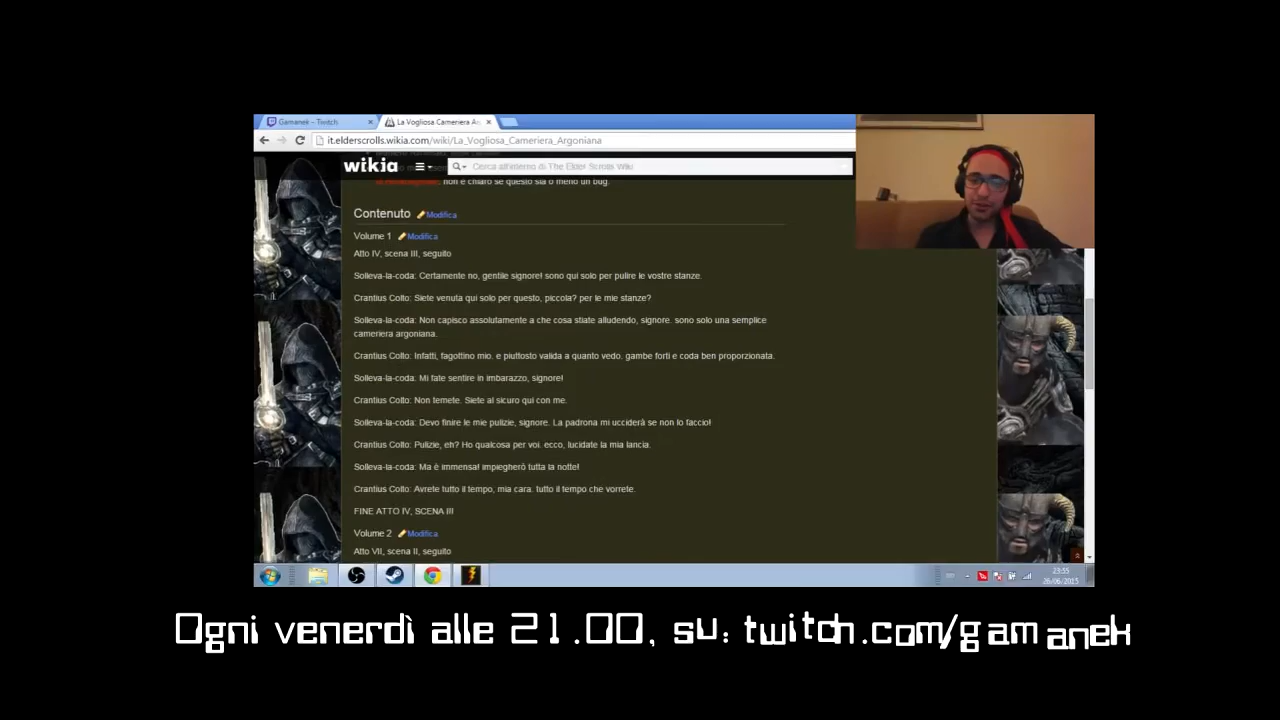 Gamanek - Twitch
La Vogliosa Cameriera Ar
it.elderscrolls.wikia.com/wiki/La_Vogliosa_Cameriera_Argoniana
wikia
Cerca all'interno di The Elder Scrolls Wiki
non è chiaro se questo sia o meno un bug.
Contenuto Modifica
Volume 1 Modifica
Atto IV, scena III, seguito
Solleva-la-coda: Certamente no, gentile signore! sono qui solo per pulire le vostre stanze.
Crantius Colto: Siete venuta qui solo per questo, piccola? per le mie stanze?
Solleva-la-coda: Non capisco assolutamente a che cosa stiate alludendo, signore. sono solo una semplice
cameriera argoniana.
Crantius Colto: Infatti, fagottino mio. e piuttosto valida a quanto vedo. gambe forti e coda ben proporzionata.
Solleva-la-coda: Mi fate sentire in imbarazzo, signore!
Crantius Colto: Non temete. Siete al sicuro qui con me.
Solleva-la-coda: Devo finire le mie pulizie, signore. La padrona mi ucciderà se non lo faccio!
Crantius Colto: Pulizie, eh? Ho qualcosa per voi. ecco, lucidate la mia lancia.
Solleva-la-coda: Ma è immensa! impiegherò tutta la notte!
Crantius Colto: Avrete tutto il tempo, mia cara. tutto il tempo che vorrete.
FINE ATTO IV, SCENA III
Volume 2 Modifica
Atto VII, scena II, seguito
23:55
26/06/2015
Ogni venerdì alle 21.00, su: twitch.com/gamanek